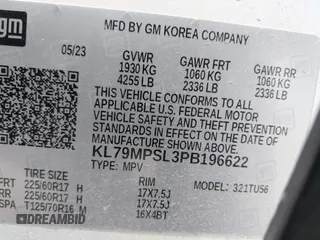 gm
MFD BY GM KOREA COMPANY
05/23
GVWR GAWR FRT GAWR RR
1930 KG 1060 KG 1060 KG
4255 LB 2336 LB 2336 LB
THIS VEHICLE CONFORMS TO ALL
APPLICABLE U.S. FEDERAL MOTOR
VEHICLE SAFETY, BUMPER, AND THEFT
PREVENTION STANDARDS IN EFFECT ON
THE DATE OF MANUFACTURE SHOWN ABOVE.
KL79MPSL3PB196622
TYPE: MPV MODEL: 321TU56
TIRE SIZE RIM
FRT 225/60R17 H 17X7.5J
RR 225/60R17 H 17X7.5J
SPA T125/70R16 M 16X4BT